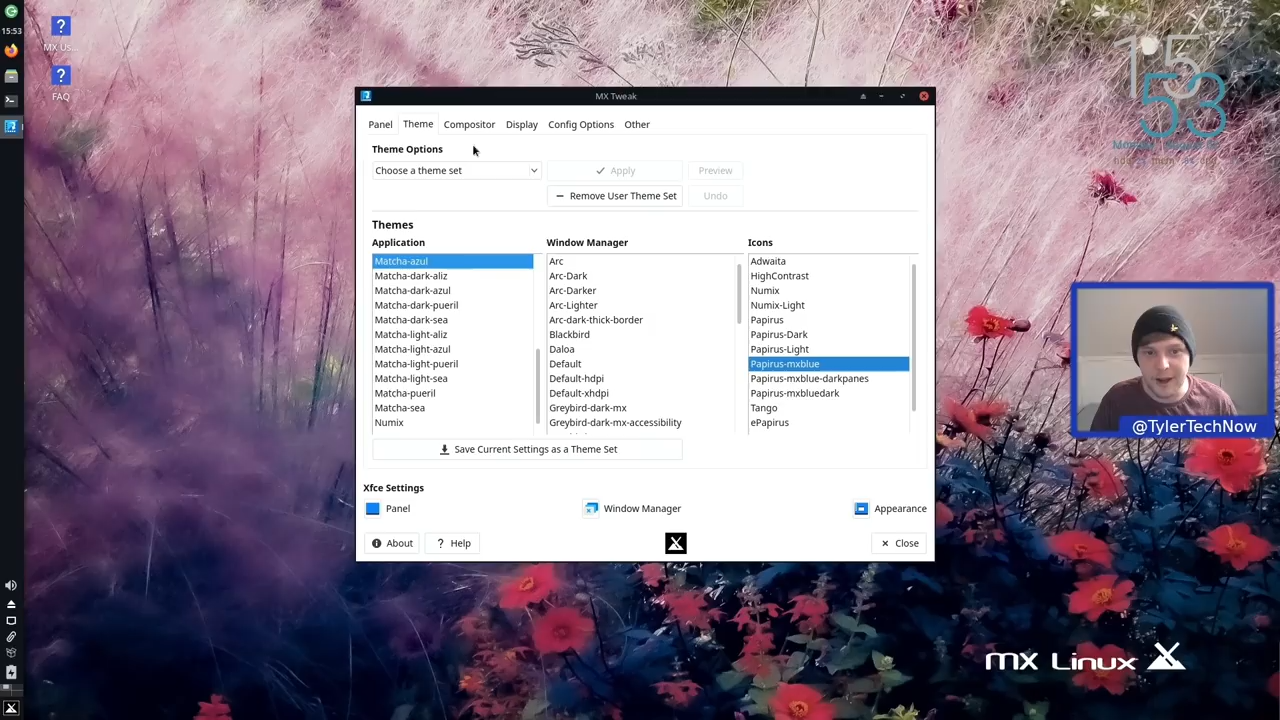 15:53
MX Us...
FAQ
15
53
MX Tweak
Panel
Theme
Compositor
Display
Config Options
Other
Theme Options
Choose a theme set
Apply
Preview
Remove User Theme Set
Undo
Themes
Application
Window Manager
Icons
Matcha-azul
Matcha-dark-aliz
Matcha-dark-azul
Matcha-dark-pueril
Matcha-dark-sea
Matcha-light-aliz
Matcha-light-azul
Matcha-light-pueril
Matcha-light-sea
Matcha-pueril
Matcha-sea
Numix
Arc
Arc-Dark
Arc-Darker
Arc-Lighter
Arc-dark-thick-border
Blackbird
Daloa
Default
Default-hdpi
Default-xhdpi
Greybird-dark-mx
Greybird-dark-mx-accessibility
Adwaita
HighContrast
Numix
Numix-Light
Papirus
Papirus-Dark
Papirus-Light
Papirus-mxblue
Papirus-mxblue-darkpanes
Papirus-mxbluedark
Tango
ePapirus
Save Current Settings as a Theme Set
Xfce Settings
Panel
Window Manager
Appearance
About
Help
Close
@TylerTechNow
MX Linux